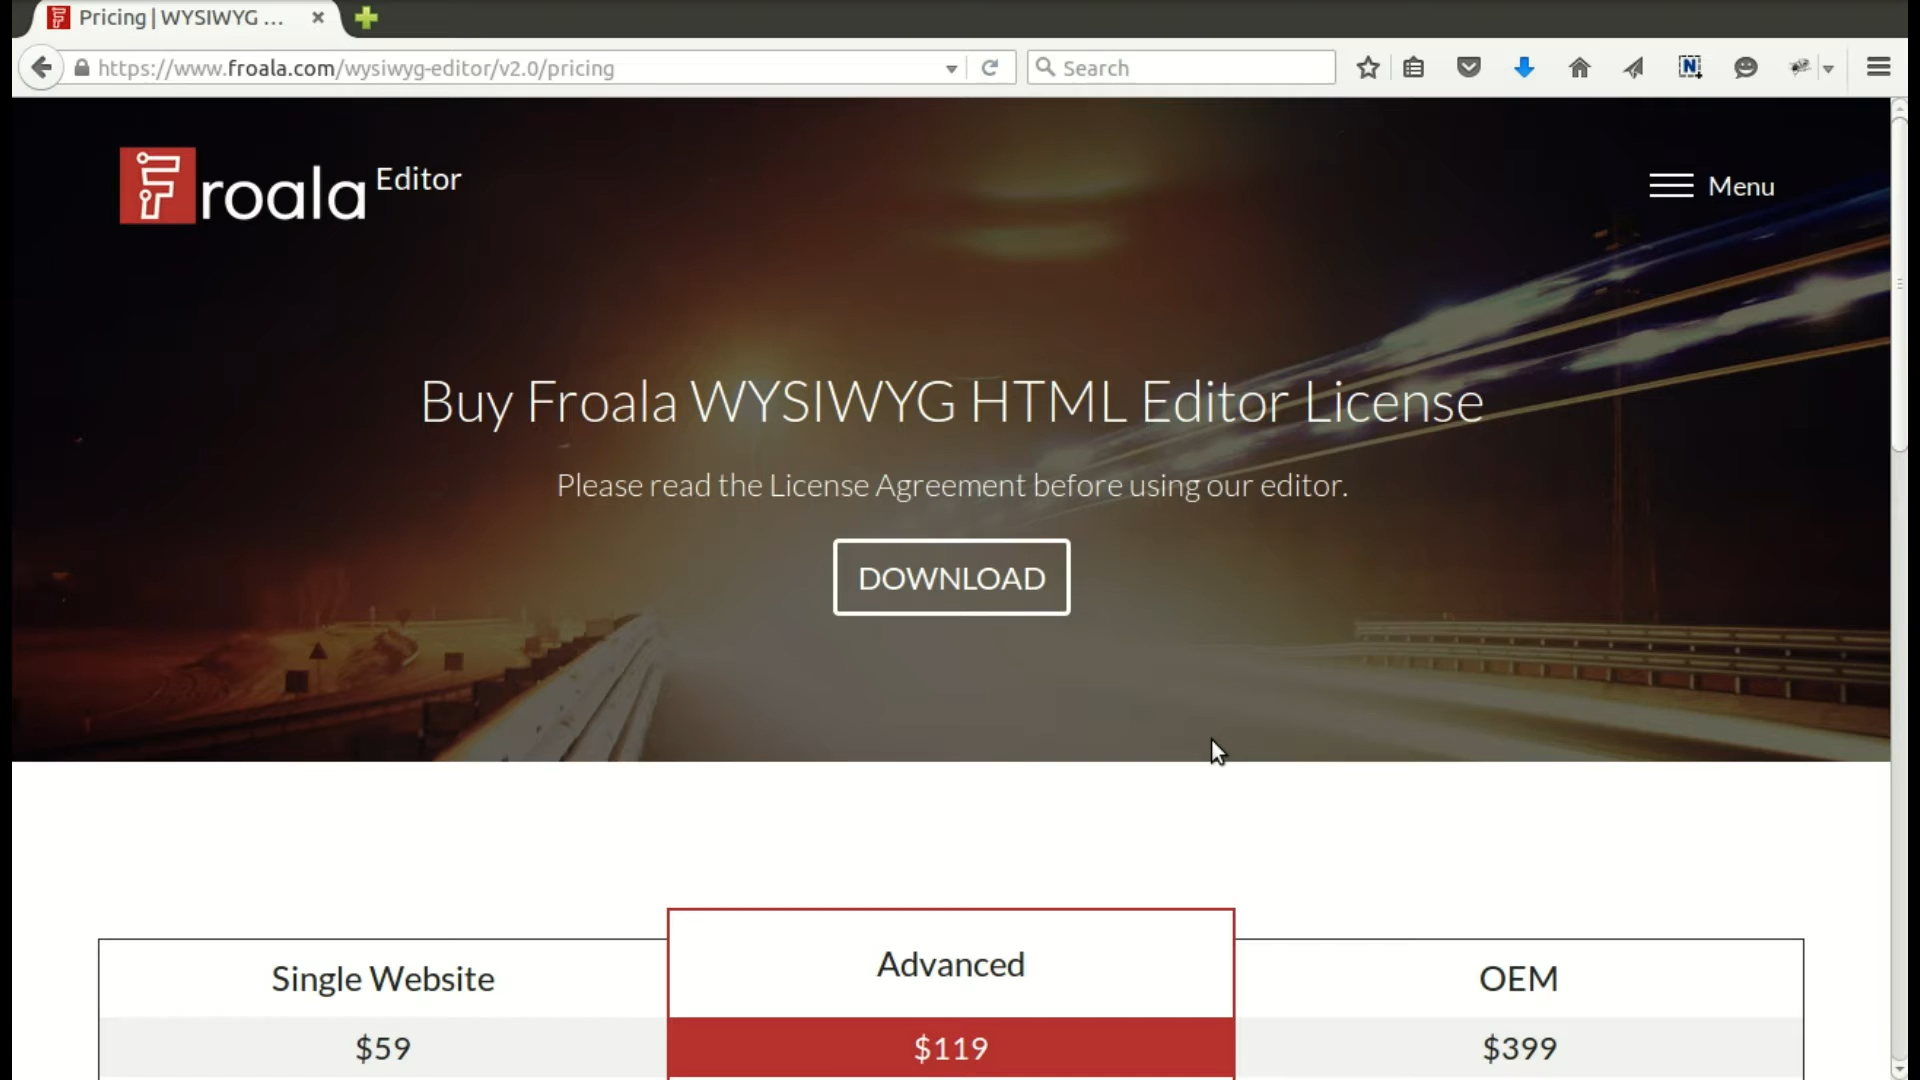 Pricing | WYSIWYG ...
https://www.froala.com/wysiwyg-editor/v2.0/pricing
Search
Froala Editor
Menu
Buy Froala WYSIWYG HTML Editor License
Please read the License Agreement before using our editor.
DOWNLOAD
Single Website
Advanced
OEM
$59
$119
$399